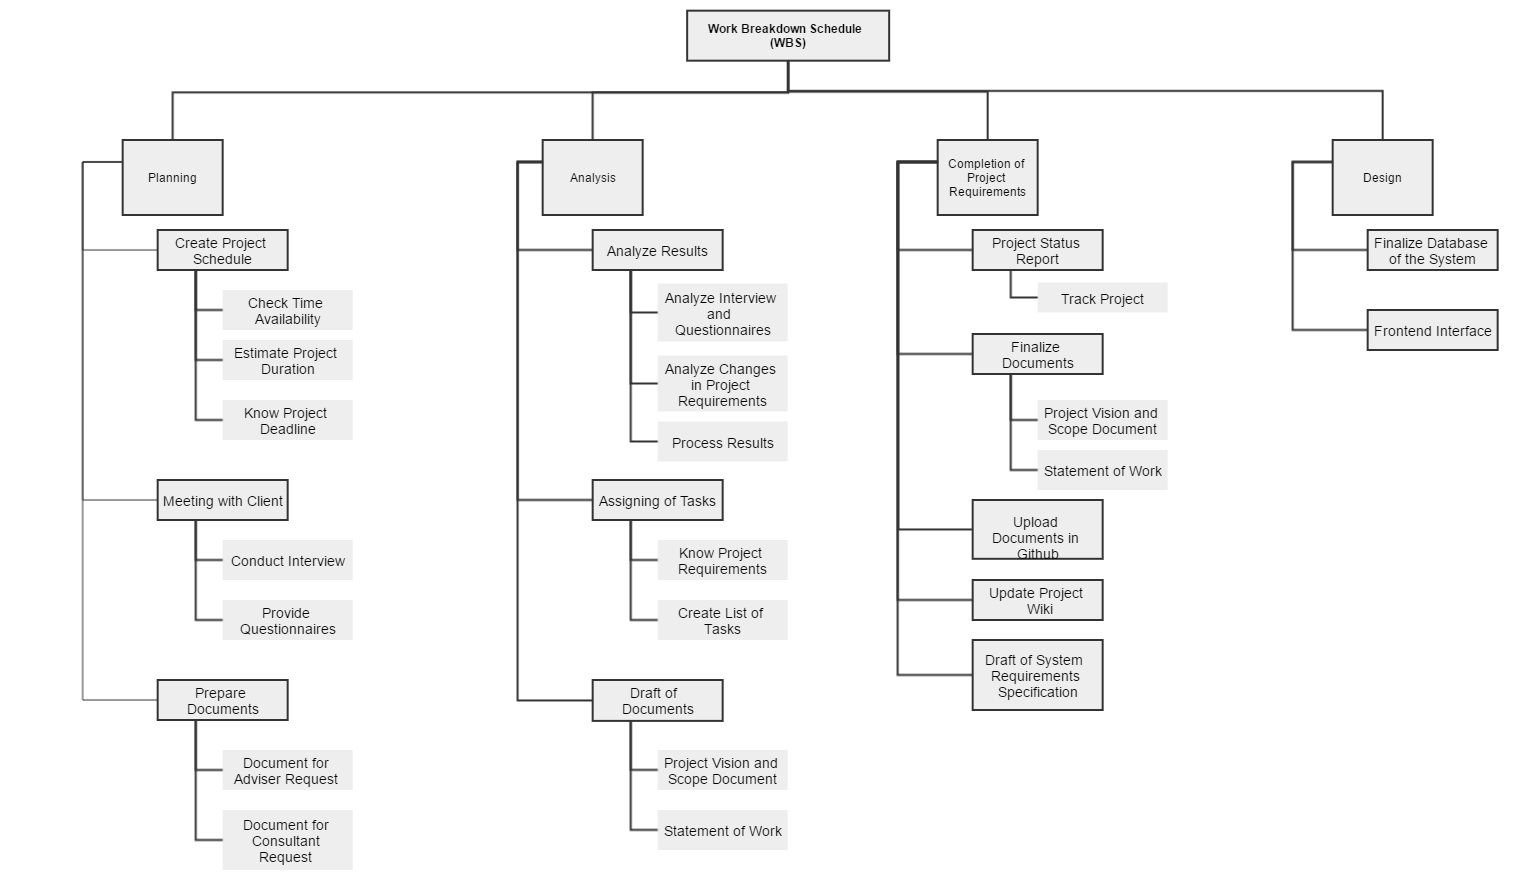 Work Breakdown Schedule
(WBS)
Planning
Create Project
Schedule
Check Time
Availability
Estimate Project
Duration
Know Project
Deadline
Meeting with Client
Conduct Interview
Provide
Questionnaires
Prepare
Documents
Document for
Adviser Request
Document for
Consultant
Request
Analysis
Analyze Results
Analyze Interview
and
Questionnaires
Analyze Changes
in Project
Requirements
Process Results
Assigning of Tasks
Know Project
Requirements
Create List of
Tasks
Draft of
Documents
Project Vision and
Scope Document
Statement of Work
Completion of
Project
Requirements
Project Status
Report
Track Project
Finalize
Documents
Project Vision and
Scope Document
Statement of Work
Upload
Documents in
Github
Update Project
Wiki
Draft of System
Requirements
Specification
Design
Finalize Database
of the System
Frontend Interface